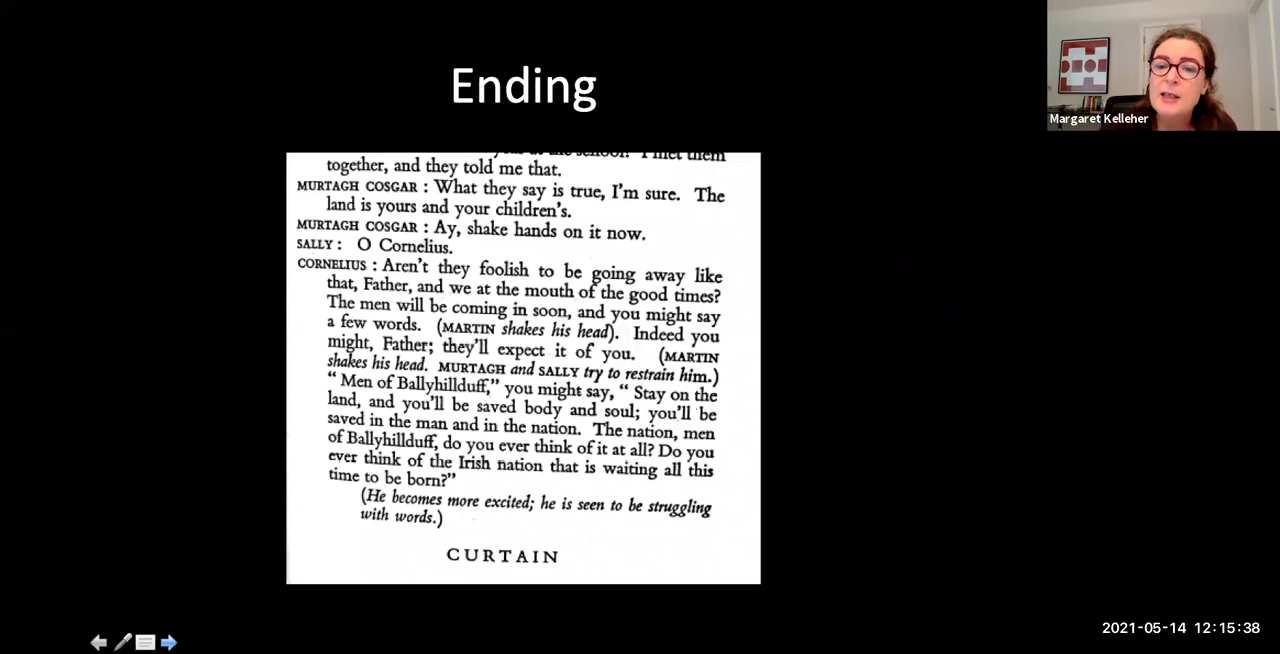 Ending
Margaret Kelleher
at the school. I met them
together, and they told me that.
MURTAGH COSGAR : What they say is true, I'm sure. The
land is yours and your children's.
MURTAGH COSGAR : Ay, shake hands on it now.
SALLY : O Cornelius.
CORNELIUS : Aren't they foolish to be going away like
that, Father, and we at the mouth of the good times?
The men will be coming in soon, and you might say
a few words. (MARTIN shakes his head). Indeed you
might, Father; they'll expect it of you. (MARTIN
shakes his head. MURTAGH and SALLY try to restrain him.)
“ Men of Ballyhillduff,” you might say, “ Stay on the
land, and you'll be saved body and soul; you'll be
saved in the man and in the nation. The nation, men
of Ballyhillduff, do you ever think of it at all? Do you
ever think of the Irish nation that is waiting all this
time to be born?”
(He becomes more excited; he is seen to be struggling
with words.)
CURTAIN
2021-05-14 12:15:38